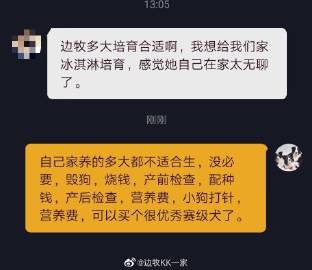 13:05
边牧多大培育合适啊，我想给我们家
冰淇淋培育，感觉她自己在家太无聊
了。
刚刚
自己家养的多大都不适合生，没必
要，毁狗，烧钱，产前检查，配种
钱，产后检查，营养费，小狗打针，
营养费，可以买个很优秀赛级犬了。
@边牧KK一家